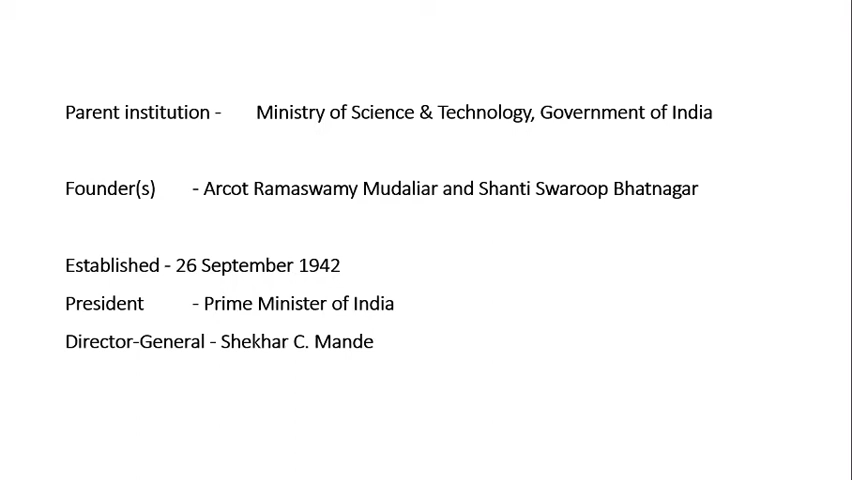 Parent institution - Ministry of Science & Technology, Government of India
Founder(s) - Arcot Ramaswamy Mudaliar and Shanti Swaroop Bhatnagar
Established - 26 September 1942
President - Prime Minister of India
Director-General - Shekhar C. Mande